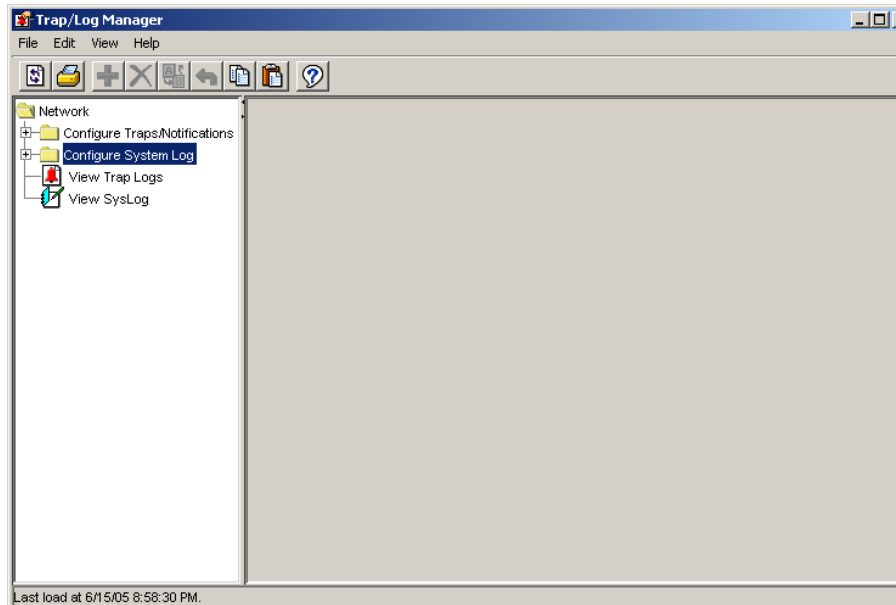 Trap/Log Manager
File Edit View Help
Network
Configure Traps/Notifications
Configure System Log
View Trap Logs
View SysLog
Last load at 6/15/05 8:58:30 PM.